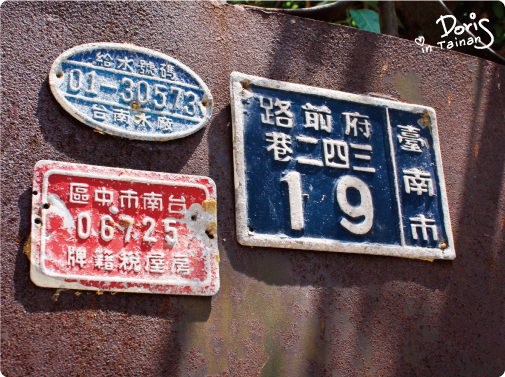 Doris
in Tainan
給水號碼
01-30573
台南水廠
台南市中區
06725
房屋稅籍牌
臺南市
府前路
三四二巷
19